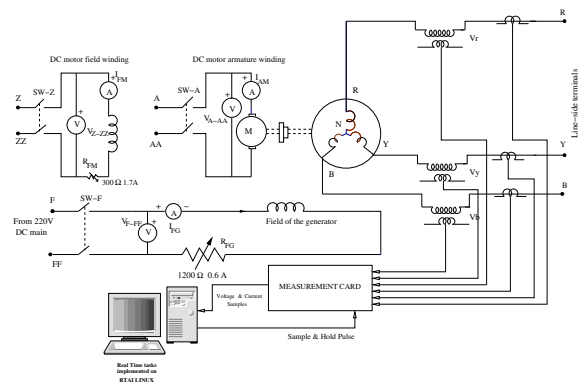 DC motor field winding
DC motor armature winding
Z
SW-Z
ZZ
V
V Z-ZZ
+
A
I FM
R FM
300 Ω 1.7A
A
SW-A
AA
V
V A-AA
+
A
I AM
M
R
N
B
Y
Vr
R
Vy
Y
Vb
B
Line-side terminals
F
SW-F
From 220V
DC main
FF
V F-FF
+
V
+
A
−
I FG
Field of the generator
R FG
1200 Ω 0.6 A
MEASUREMENT CARD
Voltage & Current
Samples
Sample & Hold Pulse
Real Time tasks
implemented on
RTAI LINUX